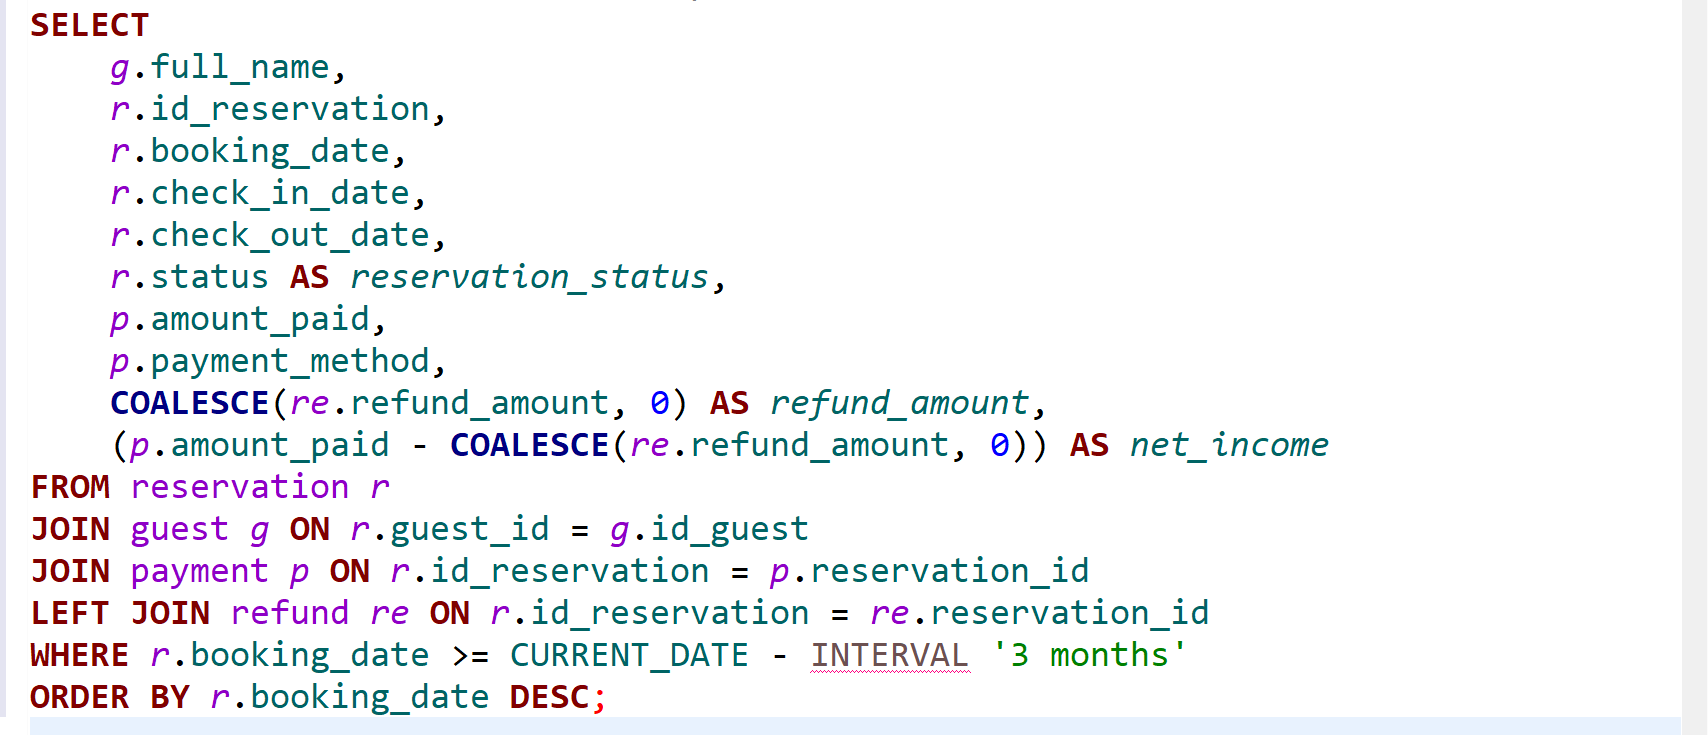 SELECT
    g.full_name,
    r.id_reservation,
    r.booking_date,
    r.check_in_date,
    r.check_out_date,
    r.status AS reservation_status,
    p.amount_paid,
    p.payment_method,
    COALESCE(re.refund_amount, 0) AS refund_amount,
    (p.amount_paid - COALESCE(re.refund_amount, 0)) AS net_income
FROM reservation r
JOIN guest g ON r.guest_id = g.id_guest
JOIN payment p ON r.id_reservation = p.reservation_id
LEFT JOIN refund re ON r.id_reservation = re.reservation_id
WHERE r.booking_date >= CURRENT_DATE - INTERVAL '3 months'
ORDER BY r.booking_date DESC;